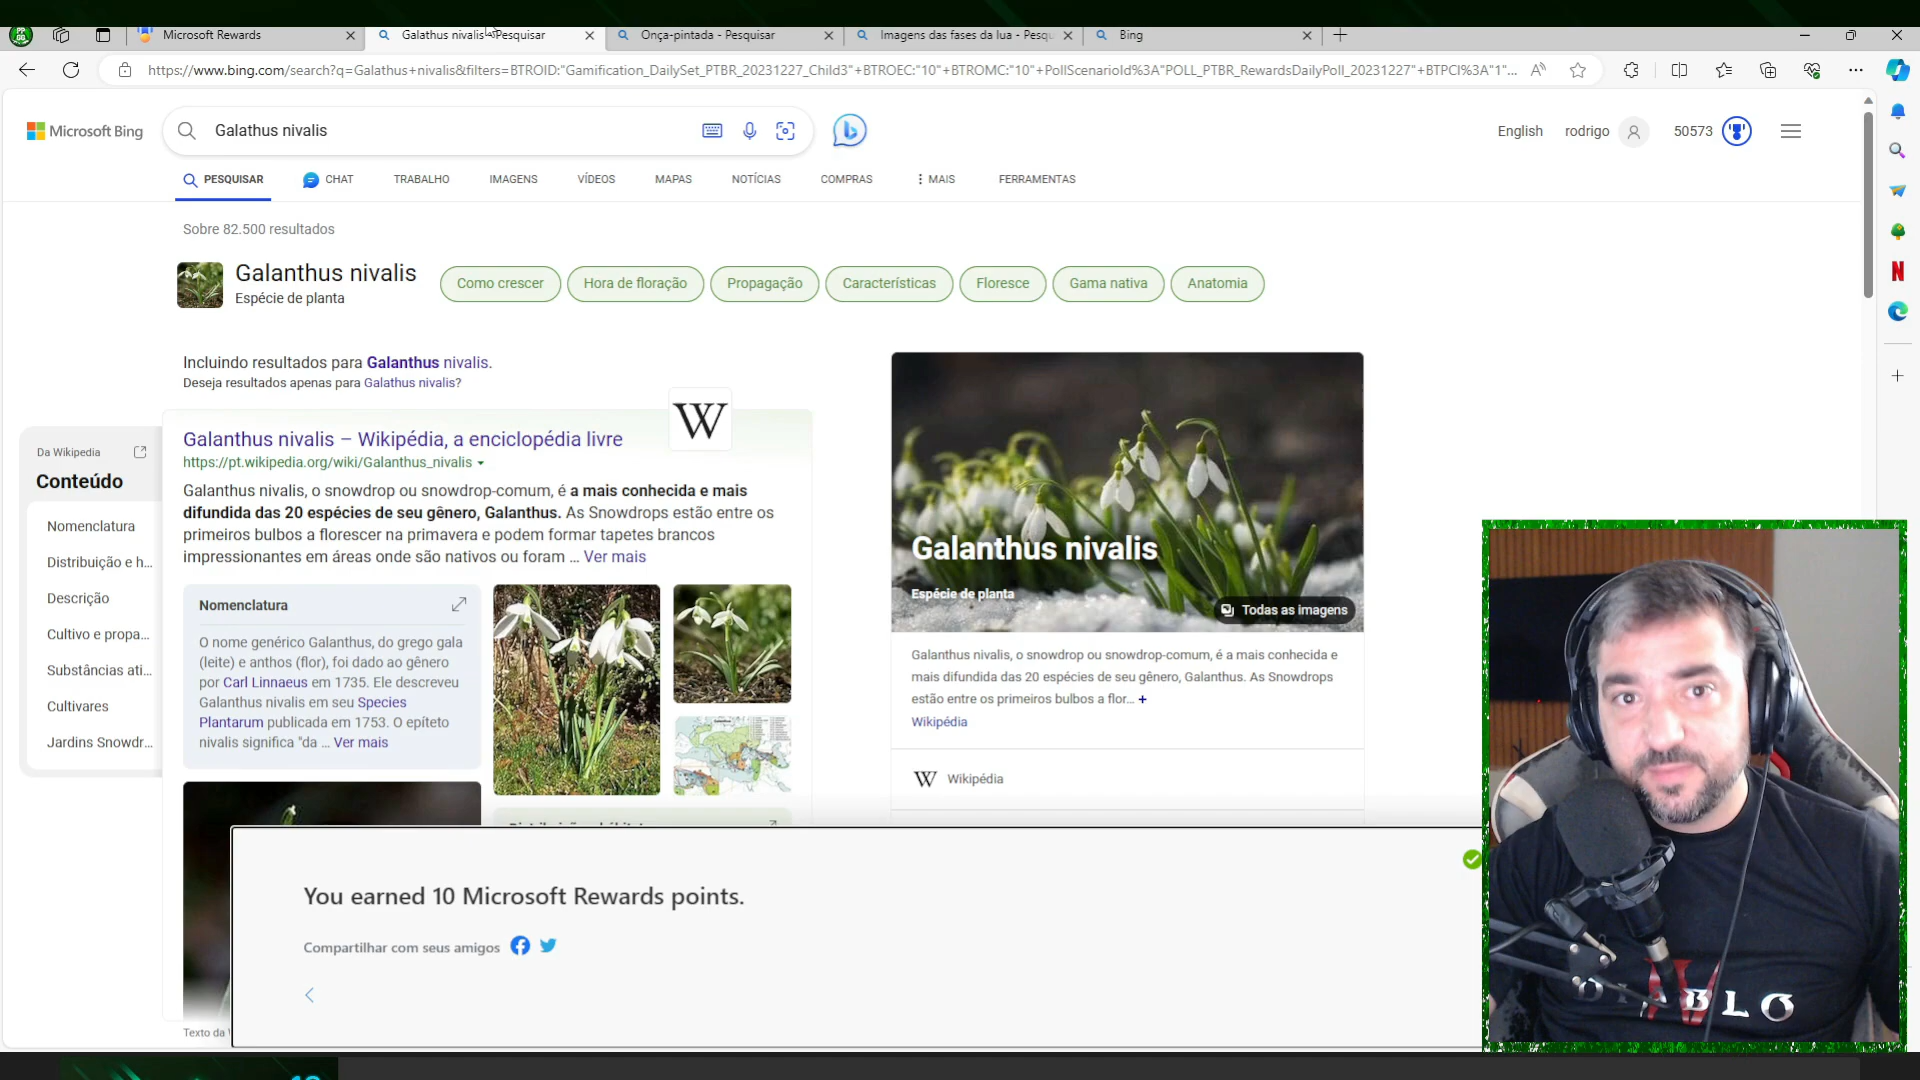 Microsoft Rewards
Galathus nivalis - Pesquisar
Onça-pintada - Pesquisar
Imagens das fases da lua - Pesqu
Bing
https://www.bing.com/search?q=Galathus+nivalis&filters=BTROID:"Gamification_DailySet_PTBR_20231227_Child3"+BTROEC:"10"+BTROMC:"10"+PollScenarioId%3A"POLL_PTBR_RewardsDailyPoll_20231227"+BTPCI%3A"1"...
Microsoft Bing
Galathus nivalis
English
rodrigo
50573
PESQUISAR
CHAT
TRABALHO
IMAGENS
VÍDEOS
MAPAS
NOTÍCIAS
COMPRAS
MAIS
FERRAMENTAS
Sobre 82.500 resultados
Galanthus nivalis
Espécie de planta
Como crescer
Hora de floração
Propagação
Características
Floresce
Gama nativa
Anatomia
Incluindo resultados para Galanthus nivalis.
Deseja resultados apenas para Galathus nivalis?
Da Wikipedia
Conteúdo
Nomenclatura
Distribuição e h...
Descrição
Cultivo e propa...
Substâncias ati...
Cultivares
Jardins Snowdr...
W
Galanthus nivalis – Wikipédia, a enciclopédia livre
https://pt.wikipedia.org/wiki/Galanthus_nivalis
Galanthus nivalis, o snowdrop ou snowdrop-comum, é a mais conhecida e mais
difundida das 20 espécies de seu gênero, Galanthus. As Snowdrops estão entre os
primeiros bulbos a florescer na primavera e podem formar tapetes brancos
impressionantes em áreas onde são nativos ou foram ... Ver mais
Nomenclatura
O nome genérico Galanthus, do grego gala
(leite) e anthos (flor), foi dado ao gênero
por Carl Linnaeus em 1735. Ele descreveu
Galanthus nivalis em seu Species
Plantarum publicada em 1753. O epíteto
nivalis significa "da ... Ver mais
Galanthus nivalis
Espécie de planta
Todas as imagens
Galanthus nivalis, o snowdrop ou snowdrop-comum, é a mais conhecida e
mais difundida das 20 espécies de seu gênero, Galanthus. As Snowdrops
estão entre os primeiros bulbos a flor... +
Wikipédia
W Wikipédia
You earned 10 Microsoft Rewards points.
Compartilhar com seus amigos
Texto da
DIABLO
IV